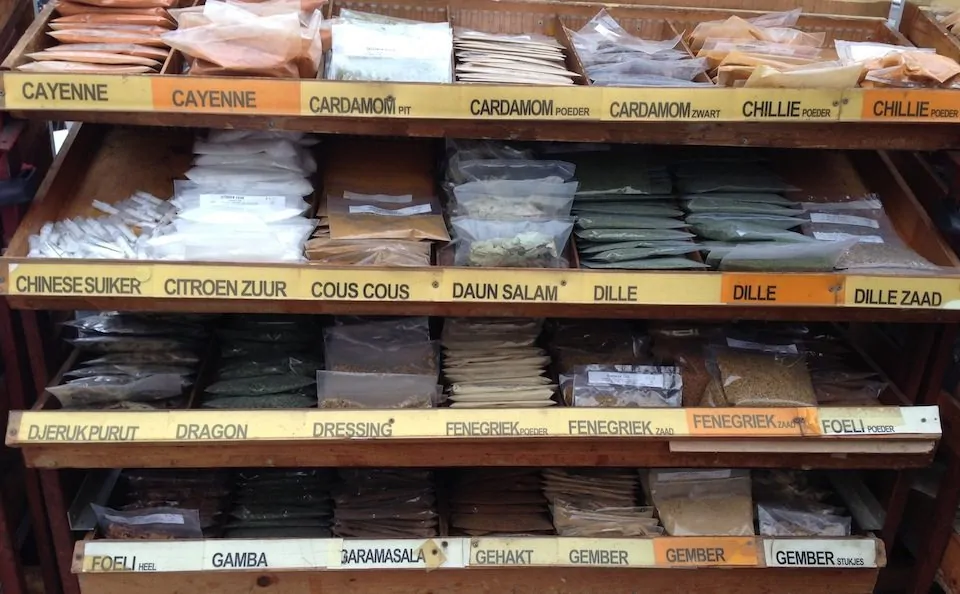 CAYENNE CAYENNE CARDAMOM PIT CARDAMOM POEDER CARDAMOM ZWART CHILLIE POEDER CHILLIE POEDER
CHINESE SUIKER CITROEN ZUUR COUS COUS DAUN SALAM DILLE DILLE DILLE ZAAD
DJERUK PURUT DRAGON DRESSING FENEGRIEK POEDER FENEGRIEK ZAAD FENEGRIEK ZAAD FOELI POEDER
FOELI HEEL GAMBA GARAMASALA GEHAKT GEMBER GEMBER GEMBER STUKJES